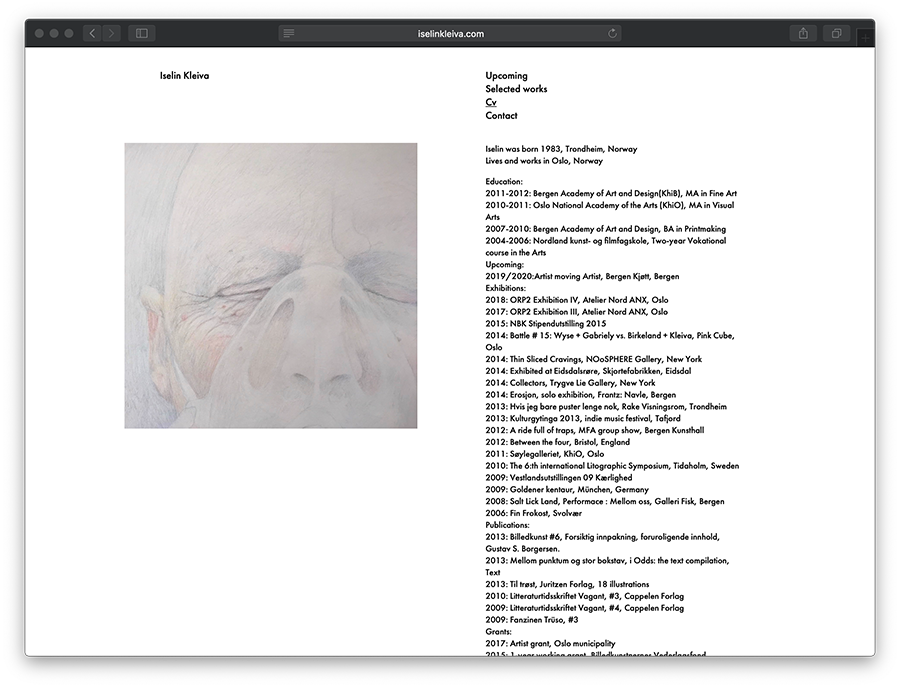 iselinkleiva.com
Iselin Kleiva
Upcoming
Selected works
Cv
Contact
Iselin was born 1983, Trondheim, Norway
Lives and works in Oslo, Norway
Education:
2011-2012: Bergen Academy of Art and Design(KhiB), MA in Fine Art
2010-2011: Oslo National Academy of the Arts (KhiO), MA in Visual
Arts
2007-2010: Bergen Academy of Art and Design, BA in Printmaking
2004-2006: Nordland kunst- og filmfagskole, Two-year Vokational
course in the Arts
Upcoming:
2019/2020:Artist moving Artist, Bergen Kjøtt, Bergen
Exhibitions:
2018: ORP2 Exhibition IV, Atelier Nord ANX, Oslo
2017: ORP2 Exhibition III, Atelier Nord ANX, Oslo
2015: NBK Stipendutstilling 2015
2014: Battle # 15: Wyse + Gabriely vs. Birkeland + Kleiva, Pink Cube,
Oslo
2014: Thin Sliced Cravings, NOoSPHERE Gallery, New York
2014: Exhibited at Eidsdalsrøre, Skjortefabrikken, Eidsdal
2014: Collectors, Trygve Lie Gallery, New York
2014: Erosjon, solo exhibition, Frantz: Navle, Bergen
2013: Hvis jeg bare puster lenge nok, Rake Visningsrom, Trondheim
2013: Kulturgytinga 2013, indie music festival, Tafjord
2012: A ride full of traps, MFA group show, Bergen Kunsthall
2012: Between the four, Bristol, England
2011: Søylegalleriet, KhiO, Oslo
2010: The 6:th international Litographic Symposium, Tidaholm, Sweden
2009: Vestlandsutstillingen 09 Kærlighed
2009: Goldener kentaur, München, Germany
2008: Salt Lick Land, Performace : Mellom oss, Galleri Fisk, Bergen
2006: Fin Frokost, Svolvær
Publications:
2013: Billedkunst #6, Forsiktig innpakning, foruroligende innhold,
Gustav S. Borgersen.
2013: Mellom punktum og stor bokstav, i Odds: the text compilation,
Text
2013: Til trøst, Juritzen Forlag, 18 illustrations
2010: Litteraturtidsskriftet Vagant, #3, Cappelen Forlag
2009: Litteraturtidsskriftet Vagant, #4, Cappelen Forlag
2009: Fanzinen Trüso, #3
Grants:
2017: Artist grant, Oslo municipality
2015: 1-year working grant, Billedkunstnernes Vederlagsfond